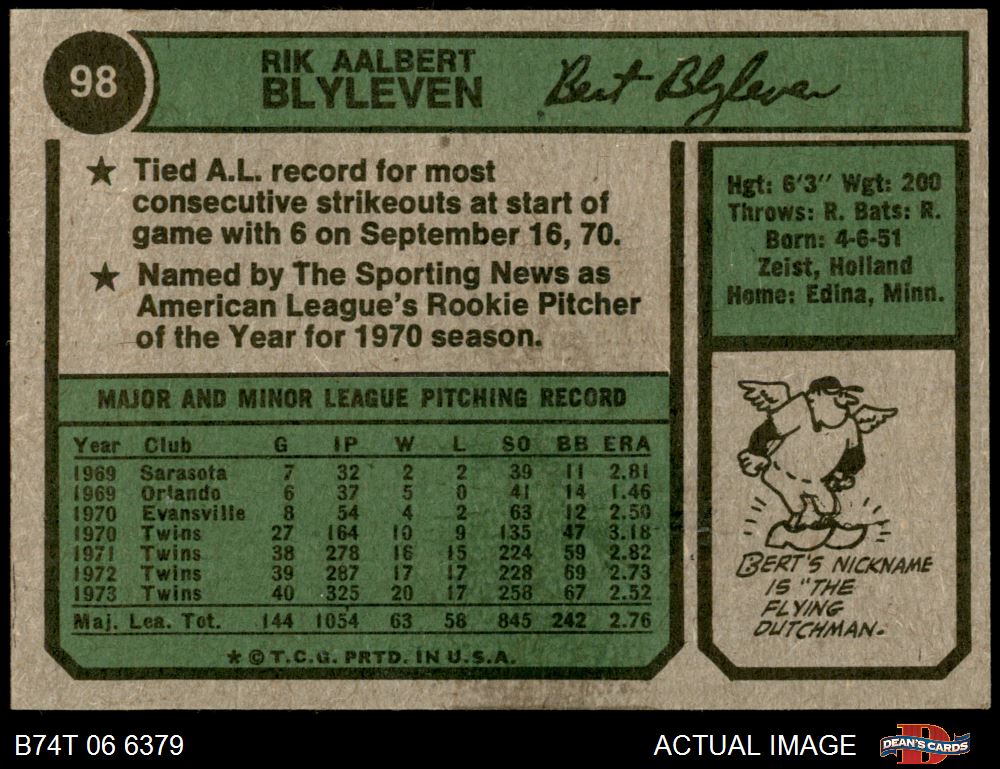 98
RIK AALBERT
BLYLEVEN
Bert Blyleven
★ Tied A.L. record for most
consecutive strikeouts at start of
game with 6 on September 16, 70.
★ Named by The Sporting News as
American League's Rookie Pitcher
of the Year for 1970 season.
Hgt: 6'3" Wgt: 200
Throws: R. Bats: R.
Born: 4-6-51
Zeist, Holland
Home: Edina, Minn.
MAJOR AND MINOR LEAGUE PITCHING RECORD
Year Club G IP W L SO BB ERA
1969 Sarasota 7 32 2 2 39 11 2.81
1969 Orlando 6 37 5 0 41 14 1.46
1970 Evansville 8 54 4 2 63 12 2.50
1970 Twins 27 164 10 9 135 47 3.18
1971 Twins 38 278 16 15 224 59 2.82
1972 Twins 39 287 17 17 228 69 2.73
1973 Twins 40 325 20 17 258 67 2.52
Maj. Lea. Tot. 144 1054 63 58 845 242 2.76
★ © T.C.G. PRTD. IN U.S.A.
BERT'S NICKNAME
IS "THE
FLYING
DUTCHMAN.
B74T 06 6379
ACTUAL IMAGE
DEAN'S CARDS